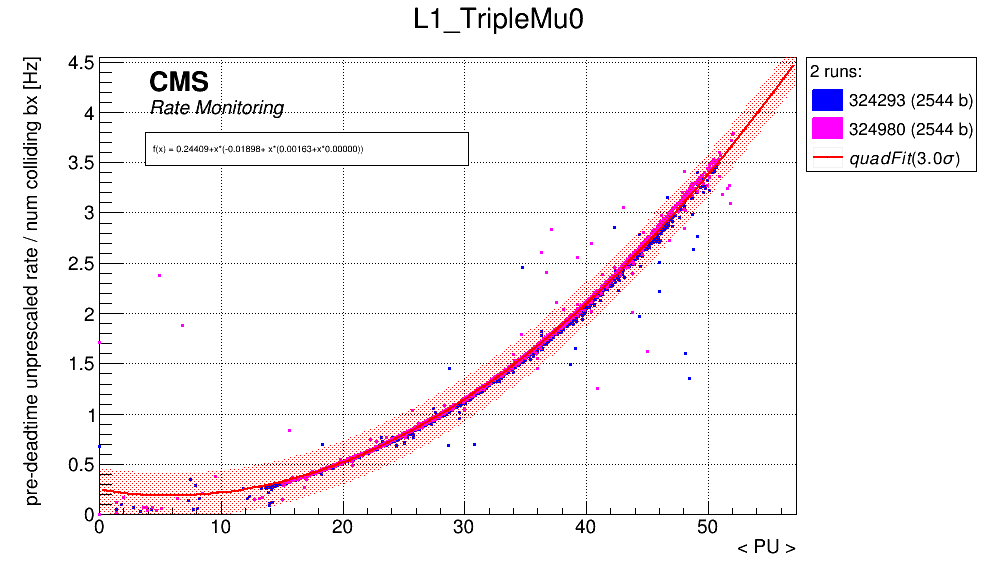 L1_TripleMu0
pre-deadtime unprescaled rate / num colliding bx [Hz]
4.5
4
3.5
3
2.5
2
1.5
1
0.5
0
CMS
Rate Monitoring
f(x) = 0.24409+x*(-0.01898+ x*(0.00163+x*0.00000))
0 10 20 30 40 50
< PU >
2 runs:
324293 (2544 b)
324980 (2544 b)
quadFit(3.0σ)